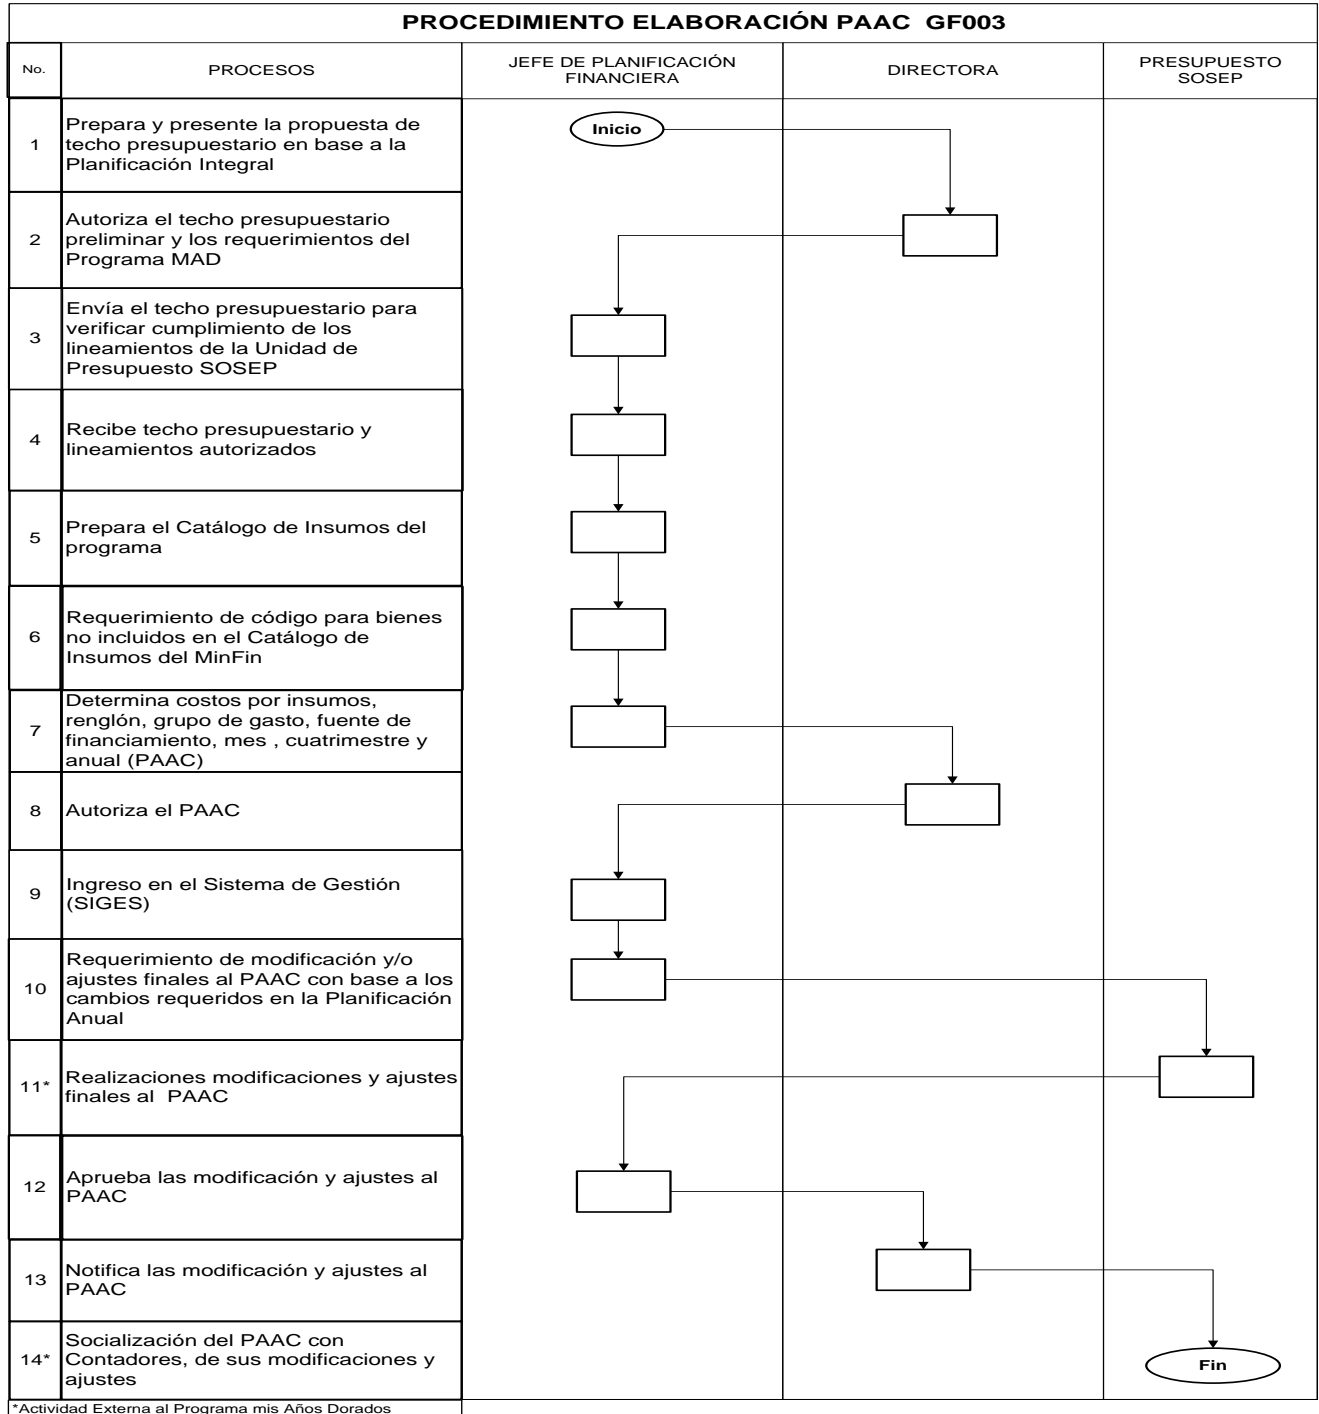 PROCEDIMIENTO ELABORACIÓN PAAC  GF003
No.
PROCESOS
JEFE DE PLANIFICACIÓN
FINANCIERA
DIRECTORA
PRESUPUESTO
SOSEP
1
Prepara y presente la propuesta de
techo presupuestario en base a la
Planificación Integral
Inicio
2
Autoriza el techo presupuestario
preliminar y los requerimientos del
Programa MAD
3
Envía el techo presupuestario para
verificar cumplimiento de los
lineamientos de la Unidad de
Presupuesto SOSEP
4
Recibe techo presupuestario y
lineamientos autorizados
5
Prepara el Catálogo de Insumos del
programa
6
Requerimiento de código para bienes
no incluidos en el Catálogo de
Insumos del MinFin
7
Determina costos por insumos,
renglón, grupo de gasto, fuente de
financiamiento, mes , cuatrimestre y
anual (PAAC)
8
Autoriza el PAAC
9
Ingreso en el Sistema de Gestión
(SIGES)
10
Requerimiento de modificación y/o
ajustes finales al PAAC con base a los
cambios requeridos en la Planificación
Anual
11*
Realizaciones modificaciones y ajustes
finales al  PAAC
12
Aprueba las modificación y ajustes al
PAAC
13
Notifica las modificación y ajustes al
PAAC
14*
Socialización del PAAC con
Contadores, de sus modificaciones y
ajustes
Fin
*Actividad Externa al Programa mis Años Dorados